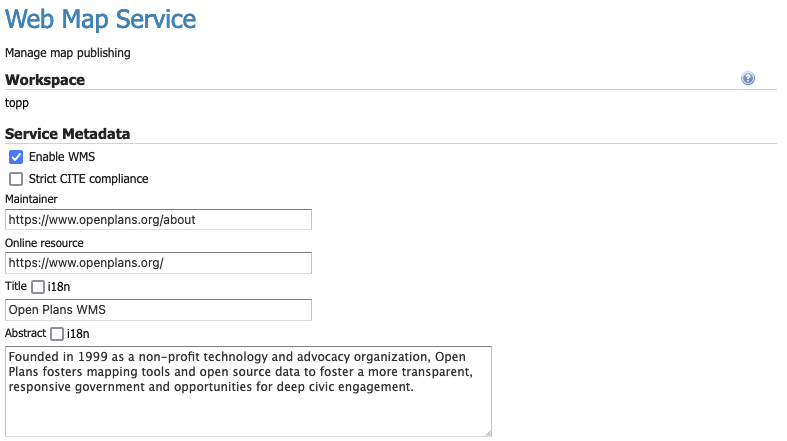 Web Map Service
Manage map publishing
Workspace
topp
Service Metadata
Enable WMS
Strict CITE compliance
Maintainer
https://www.openplans.org/about
Online resource
https://www.openplans.org/
Title i18n
Open Plans WMS
Abstract i18n
Founded in 1999 as a non-profit technology and advocacy organization, Open
Plans fosters mapping tools and open source data to foster a more transparent,
responsive government and opportunities for deep civic engagement.